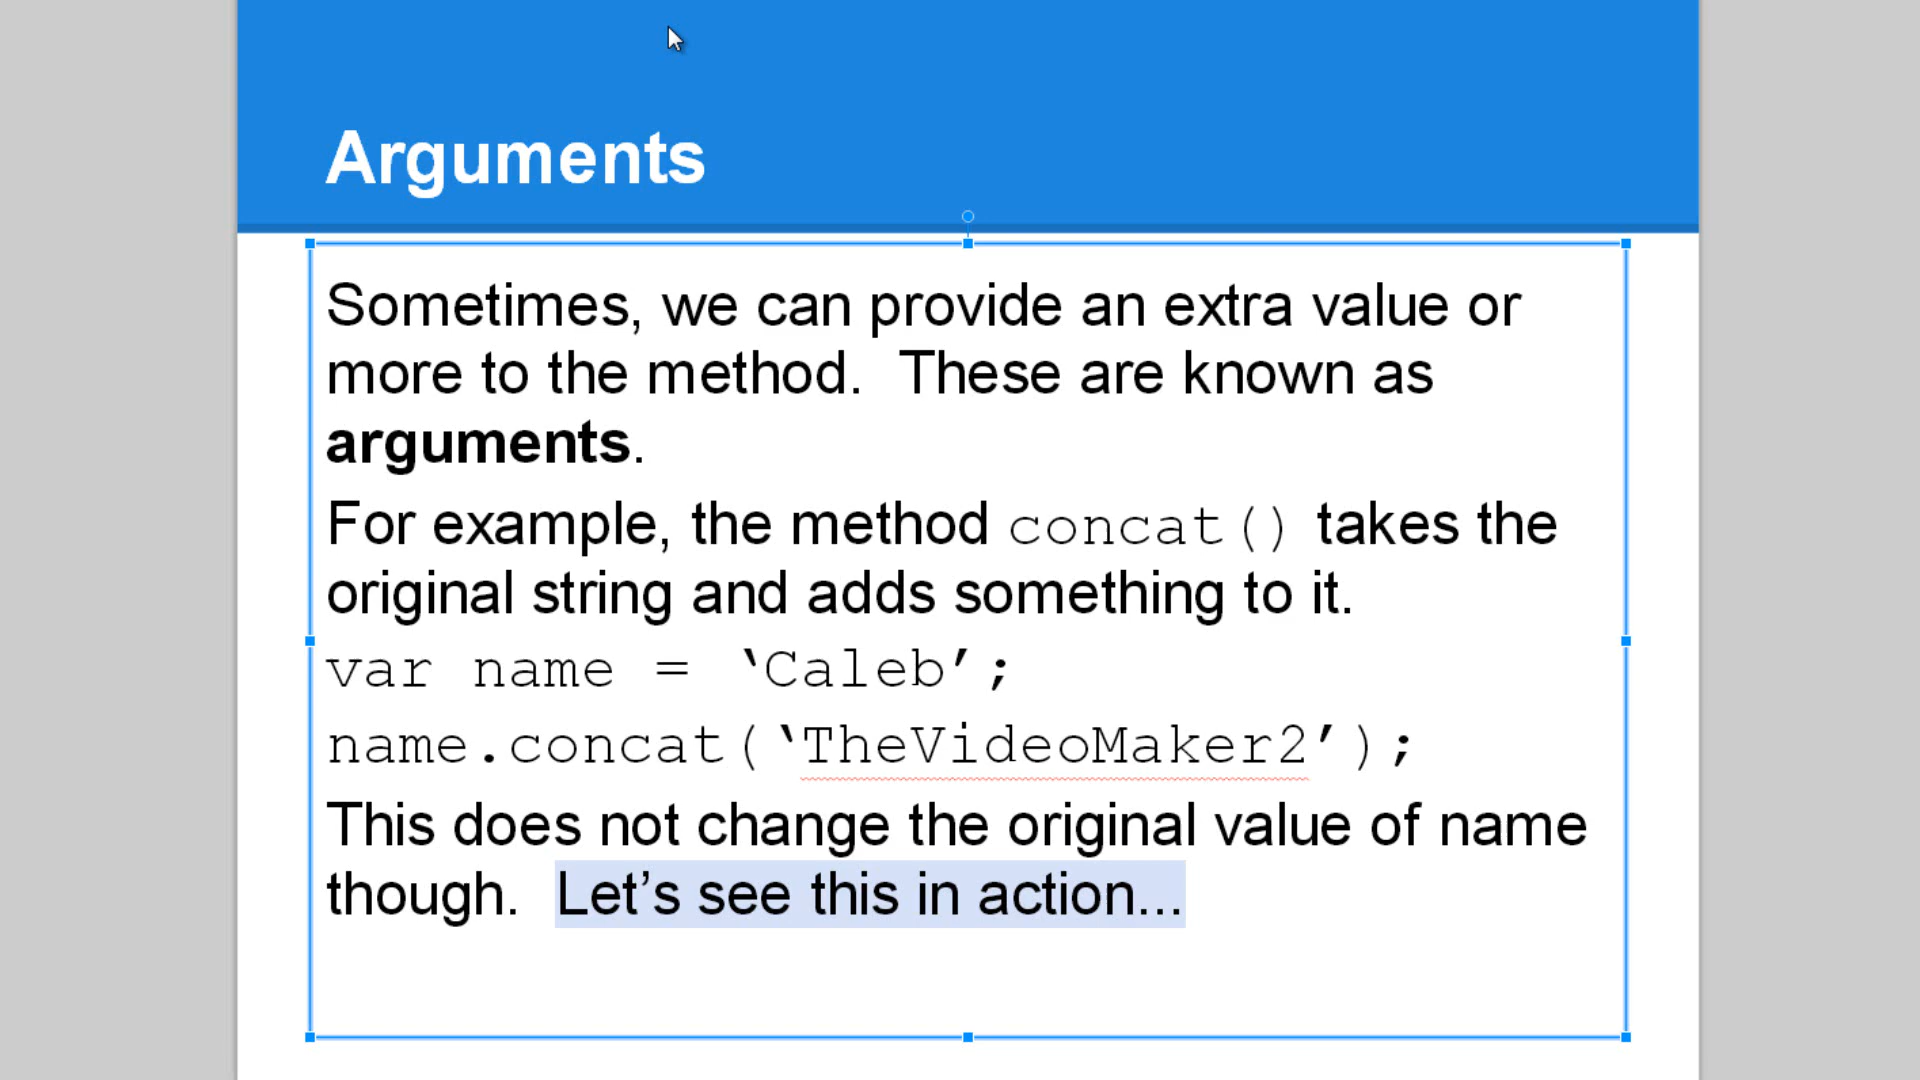 Arguments
Sometimes, we can provide an extra value or
more to the method.  These are known as
arguments.
For example, the method concat() takes the
original string and adds something to it.
var name = ‘Caleb’;
name.concat(‘TheVideoMaker2’);
This does not change the original value of name
though.  Let’s see this in action...